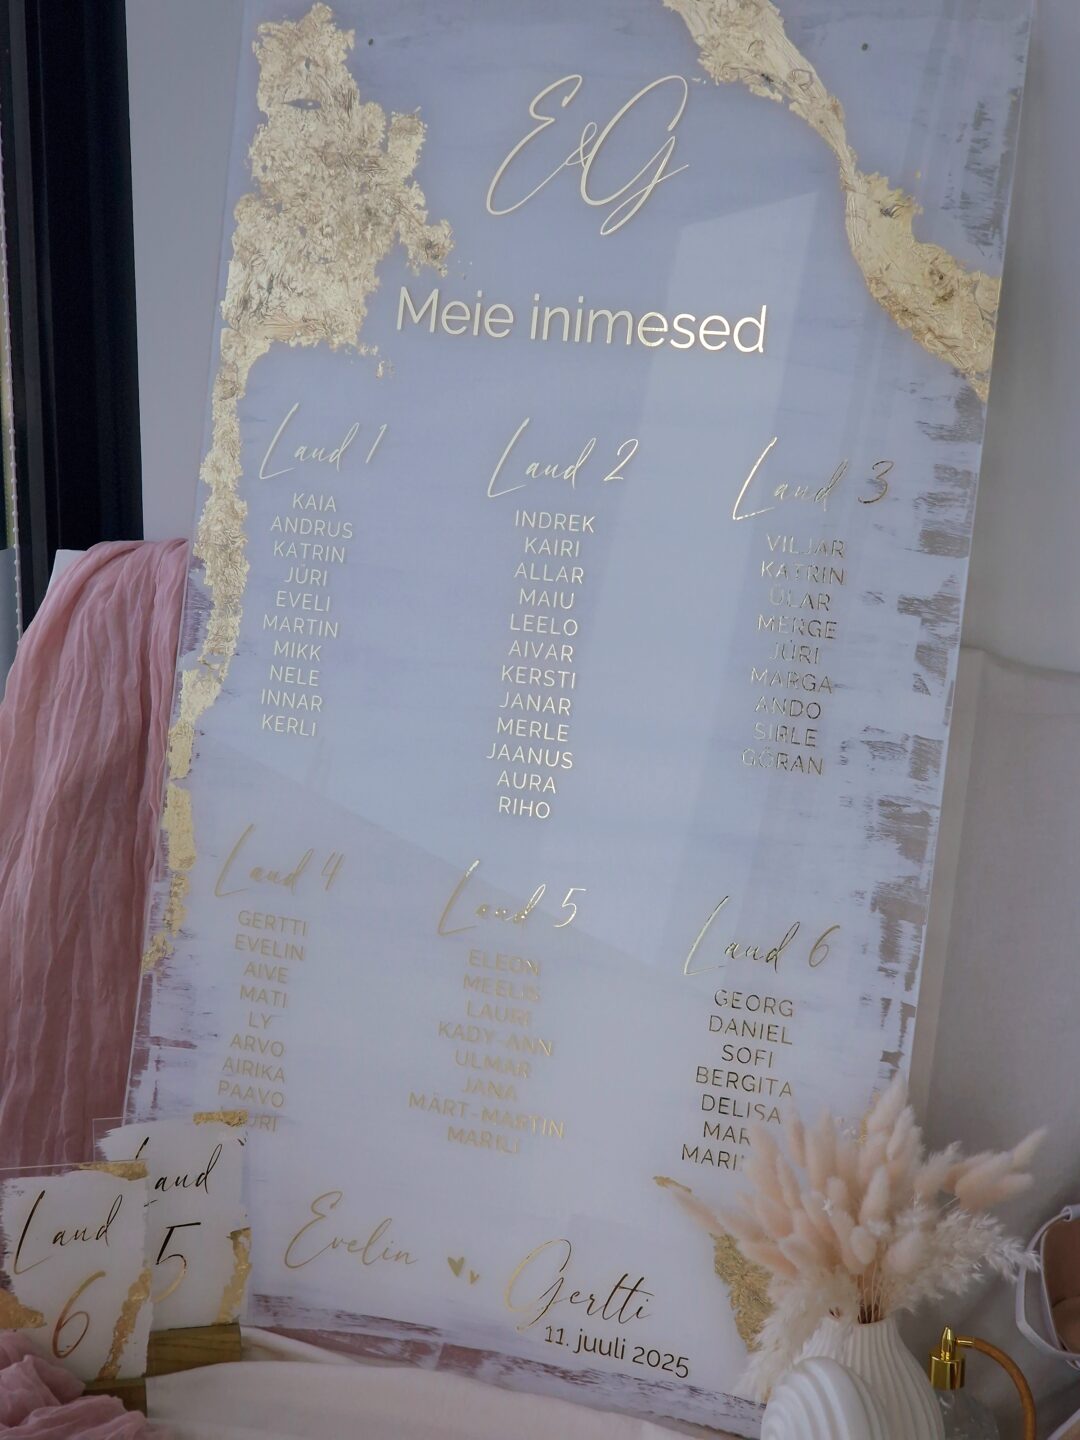 E&G
Meie inimesed
Laud 1
KAIA
ANDRUS
KATRIN
JÜRI
EVELI
MARTIN
MIKK
NELE
INNAR
KERLI
Laud 2
INDREK
KAIRI
ALLAR
MAIU
LEELO
AIVAR
KERSTI
JANAR
MERLE
JAANUS
AURA
RIHO
Laud 3
VILJAR
KATRIN
ÜLAR
MERGE
JÜRI
MARGA
ANDO
SIRLE
GÖRAN
Laud 4
GERTTI
EVELIN
AIVE
MATI
LY
ARVO
AIRIKA
PAAVO
Laud 5
ELEON
MEELIS
LAURI
KADY-ANN
ULMAR
JANA
MÄRT-MARTIN
MARILI
Laud 6
GEORG
DANIEL
SOFI
BERGITA
DELISA
Evelin
Gertti
11. juuli 2025
Laud
5
Laud
6